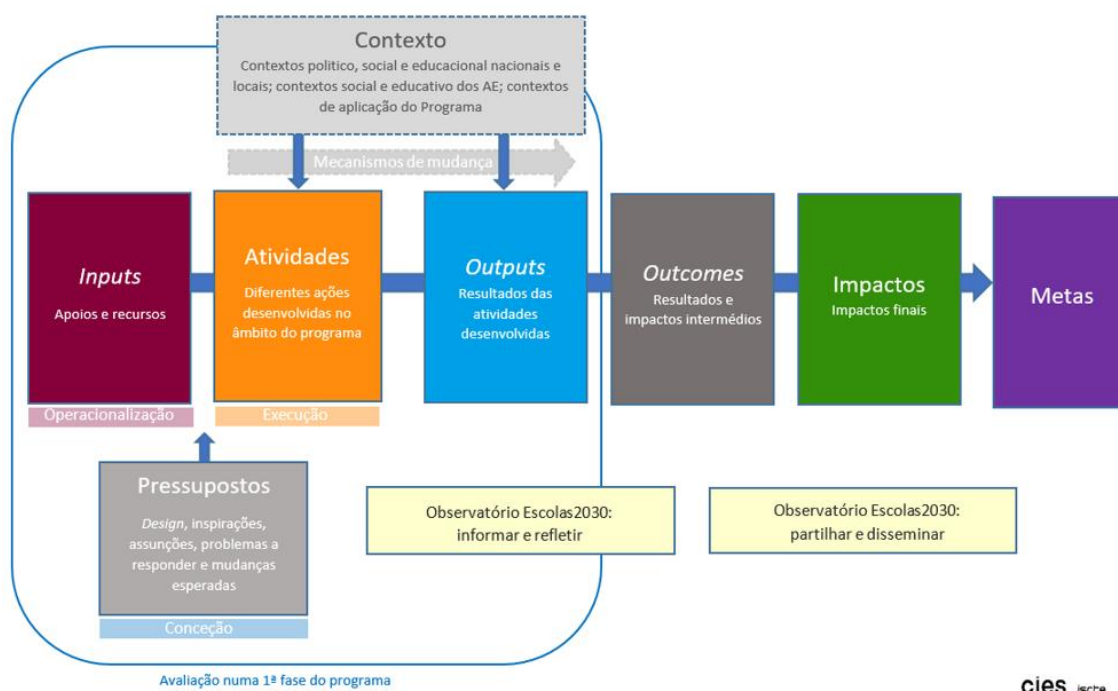 Contexto
Contextos político, social e educacional nacionais e
locais; contextos social e educativo dos AE; contextos
de aplicação do Programa
Mecanismos de mudança
Inputs
Apoios e recursos
Operacionalização
Atividades
Diferentes ações
desenvolvidas no
âmbito do programa
Execução
Outputs
Resultados das
atividades
desenvolvidas
Outcomes
Resultados e
impactos intermédios
Impactos
Impactos finais
Metas
Pressupostos
Design, inspirações,
assunções, problemas a
responder e mudanças
esperadas
Conceção
Observatório Escolas2030:
informar e refletir
Observatório Escolas2030:
partilhar e disseminar
Avaliação numa 1ª fase do programa
cies_iscte